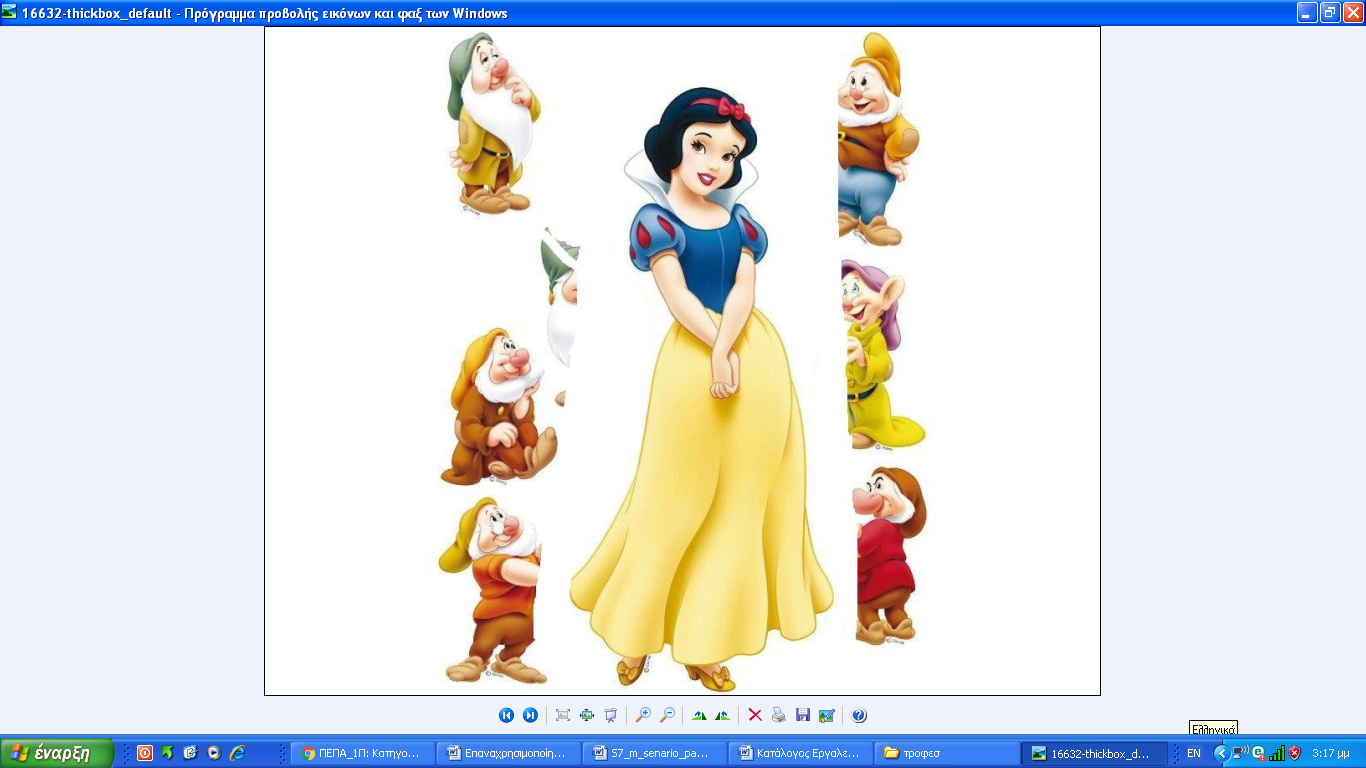 16632-thickbox_default - Πρόγραμμα προβολής εικόνων και φαξ των Windows
Ελληνικά
έναρξη
ΠΕΠΑ_1Π: Κατηγο...
Επαναχρησιμοποίη...
S7_m_senario_pa...
Κατάλογος Εργαλε...
τροφεσ
16632-thickbox_d...
EN
3:17 μμ